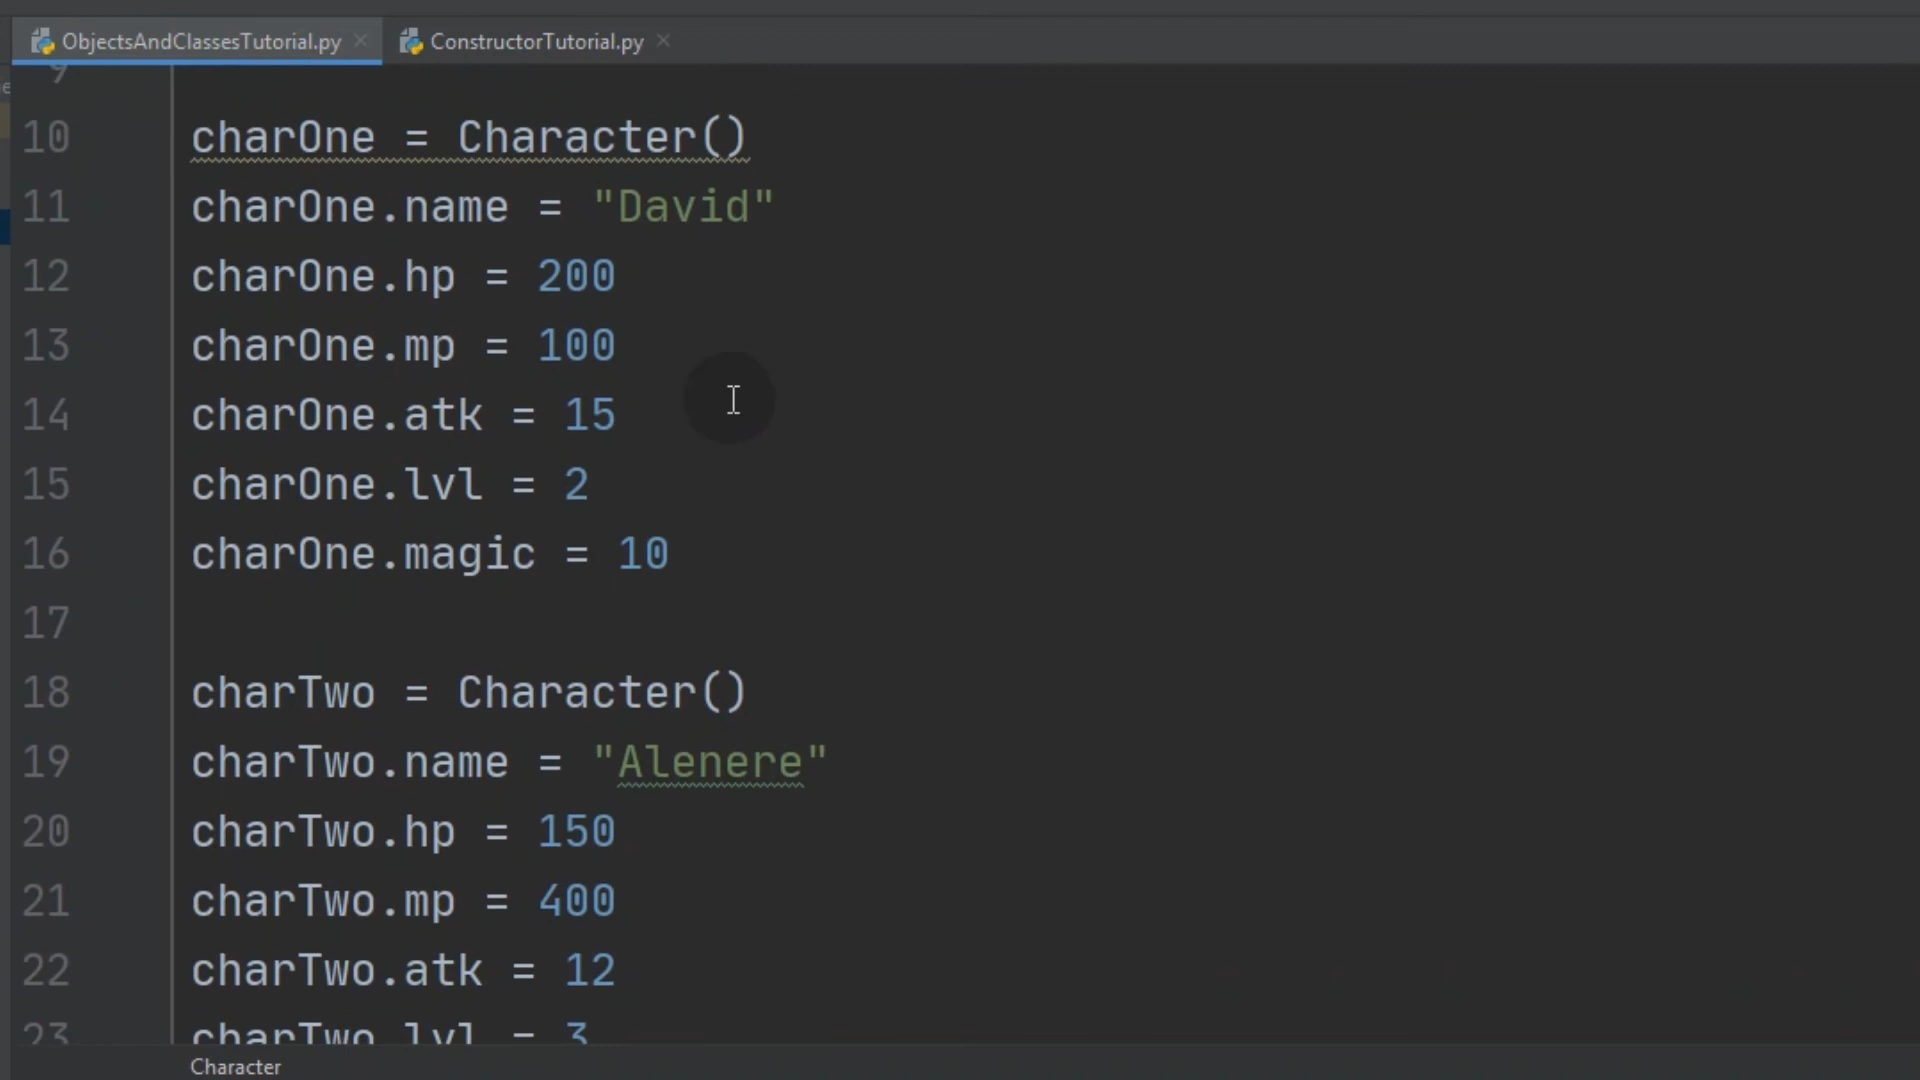 ObjectsAndClassesTutorial.py
ConstructorTutorial.py
9
10 charOne = Character()
11 charOne.name = "David"
12 charOne.hp = 200
13 charOne.mp = 100
14 charOne.atk = 15
15 charOne.lvl = 2
16 charOne.magic = 10
17
18 charTwo = Character()
19 charTwo.name = "Alenere"
20 charTwo.hp = 150
21 charTwo.mp = 400
22 charTwo.atk = 12
23 charTwo.lvl = 3
Character